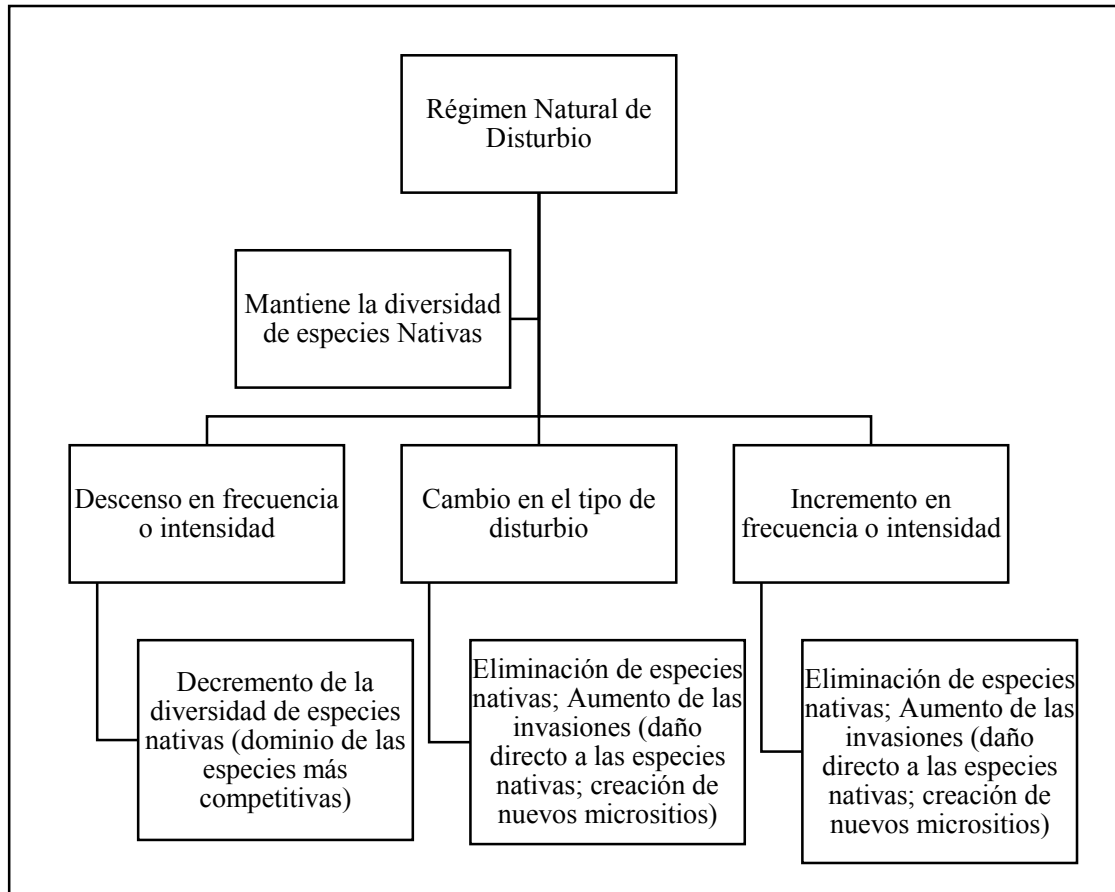 Régimen Natural de
Disturbio
Mantiene la diversidad
de especies Nativas
Descenso en frecuencia
o intensidad
Cambio en el tipo de
disturbio
Incremento en
frecuencia o intensidad
Decremento de la
diversidad de especies
nativas (dominio de las
especies más
competitivas)
Eliminación de especies
nativas; Aumento de las
invasiones (daño
directo a las especies
nativas; creación de
nuevos micrositios)
Eliminación de especies
nativas; Aumento de las
invasiones (daño
directo a las especies
nativas; creación de
nuevos micrositios)